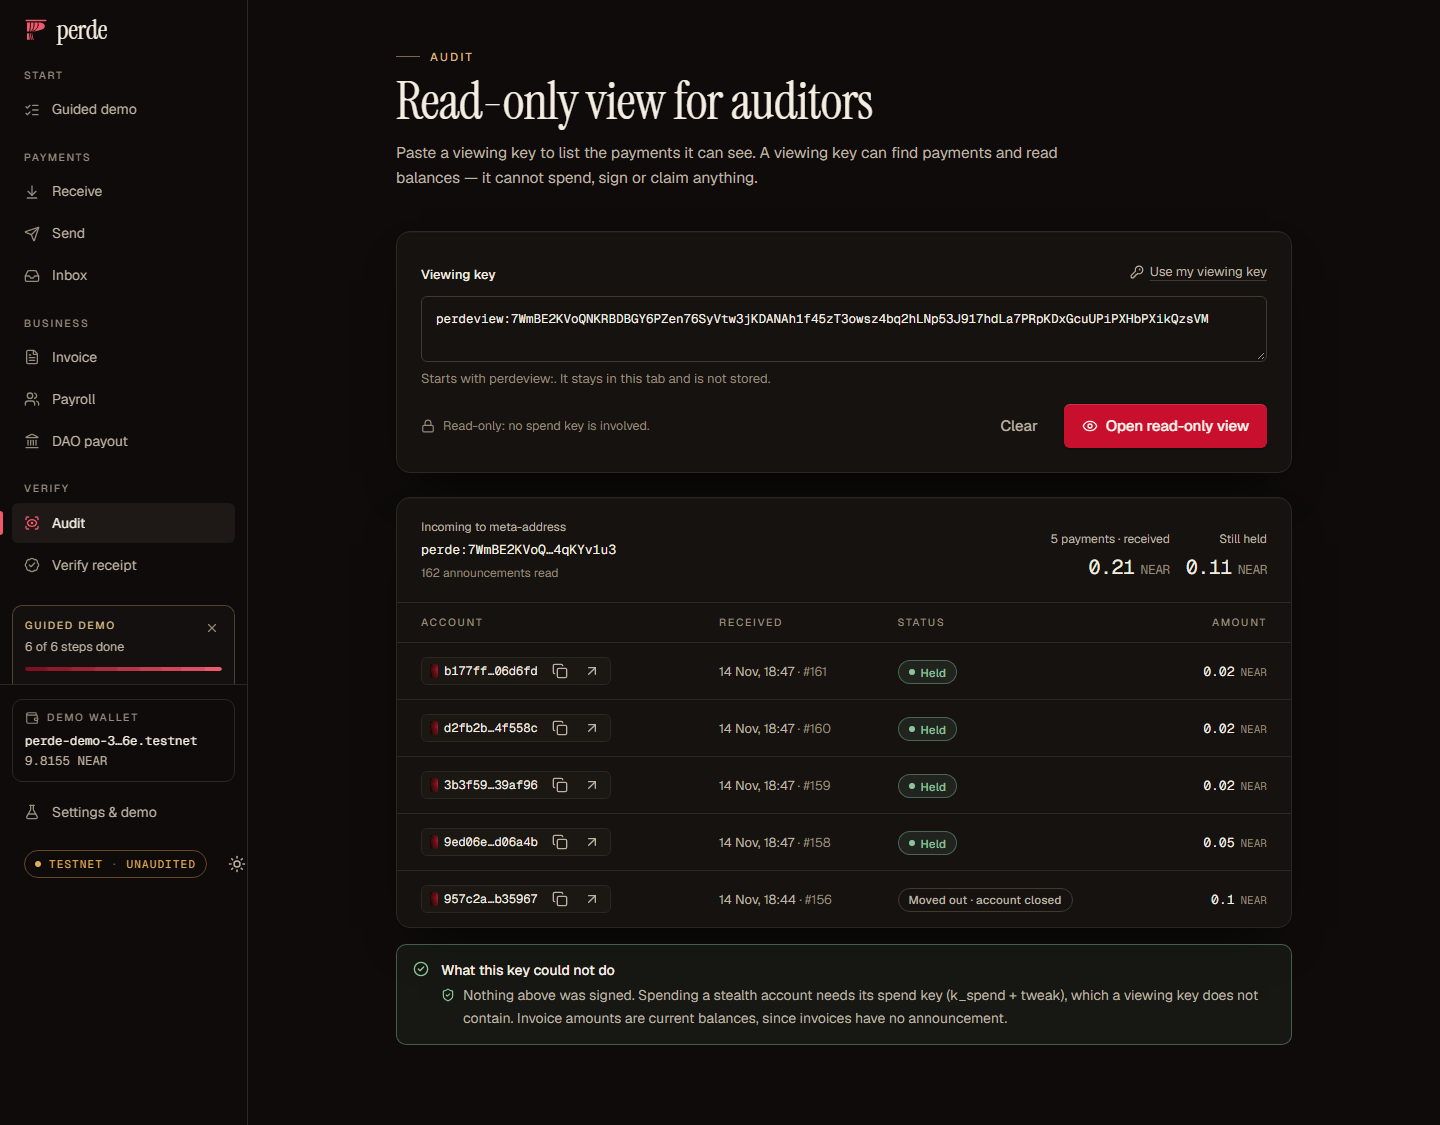 perde
START
Guided demo
PAYMENTS
Receive
Send
Inbox
BUSINESS
Invoice
Payroll
DAO payout
VERIFY
Audit
Verify receipt
GUIDED DEMO
6 of 6 steps done
DEMO WALLET
perde-demo-3…6e.testnet
9.8155 NEAR
Settings & demo
TESTNET · UNAUDITED
AUDIT
Read-only view for auditors
Paste a viewing key to list the payments it can see. A viewing key can find payments and read
balances — it cannot spend, sign or claim anything.
Viewing key
Use my viewing key
perdeview:7WmBE2KVoQNKRBDBGY6PZen76SyVtw3jKDANAh1f45zT3owsz4bq2hLNp53J917hdLa7PRpKDxGcuUPiPXHbPXikQzsVM
Starts with perdeview:. It stays in this tab and is not stored.
Read-only: no spend key is involved.
Clear
Open read-only view
Incoming to meta-address
perde:7WmBE2KVoQ…4qKYv1u3
162 announcements read
5 payments · received
0.21 NEAR
Still held
0.11 NEAR
ACCOUNT RECEIVED STATUS AMOUNT
b177ff…06d6fd 14 Nov, 18:47 · #161 Held 0.02 NEAR
d2fb2b…4f558c 14 Nov, 18:47 · #160 Held 0.02 NEAR
3b3f59…39af96 14 Nov, 18:47 · #159 Held 0.02 NEAR
9ed06e…d06a4b 14 Nov, 18:47 · #158 Held 0.05 NEAR
957c2a…b35967 14 Nov, 18:44 · #156 Moved out · account closed 0.1 NEAR
What this key could not do
Nothing above was signed. Spending a stealth account needs its spend key (k_spend + tweak), which a viewing key does not
contain. Invoice amounts are current balances, since invoices have no announcement.